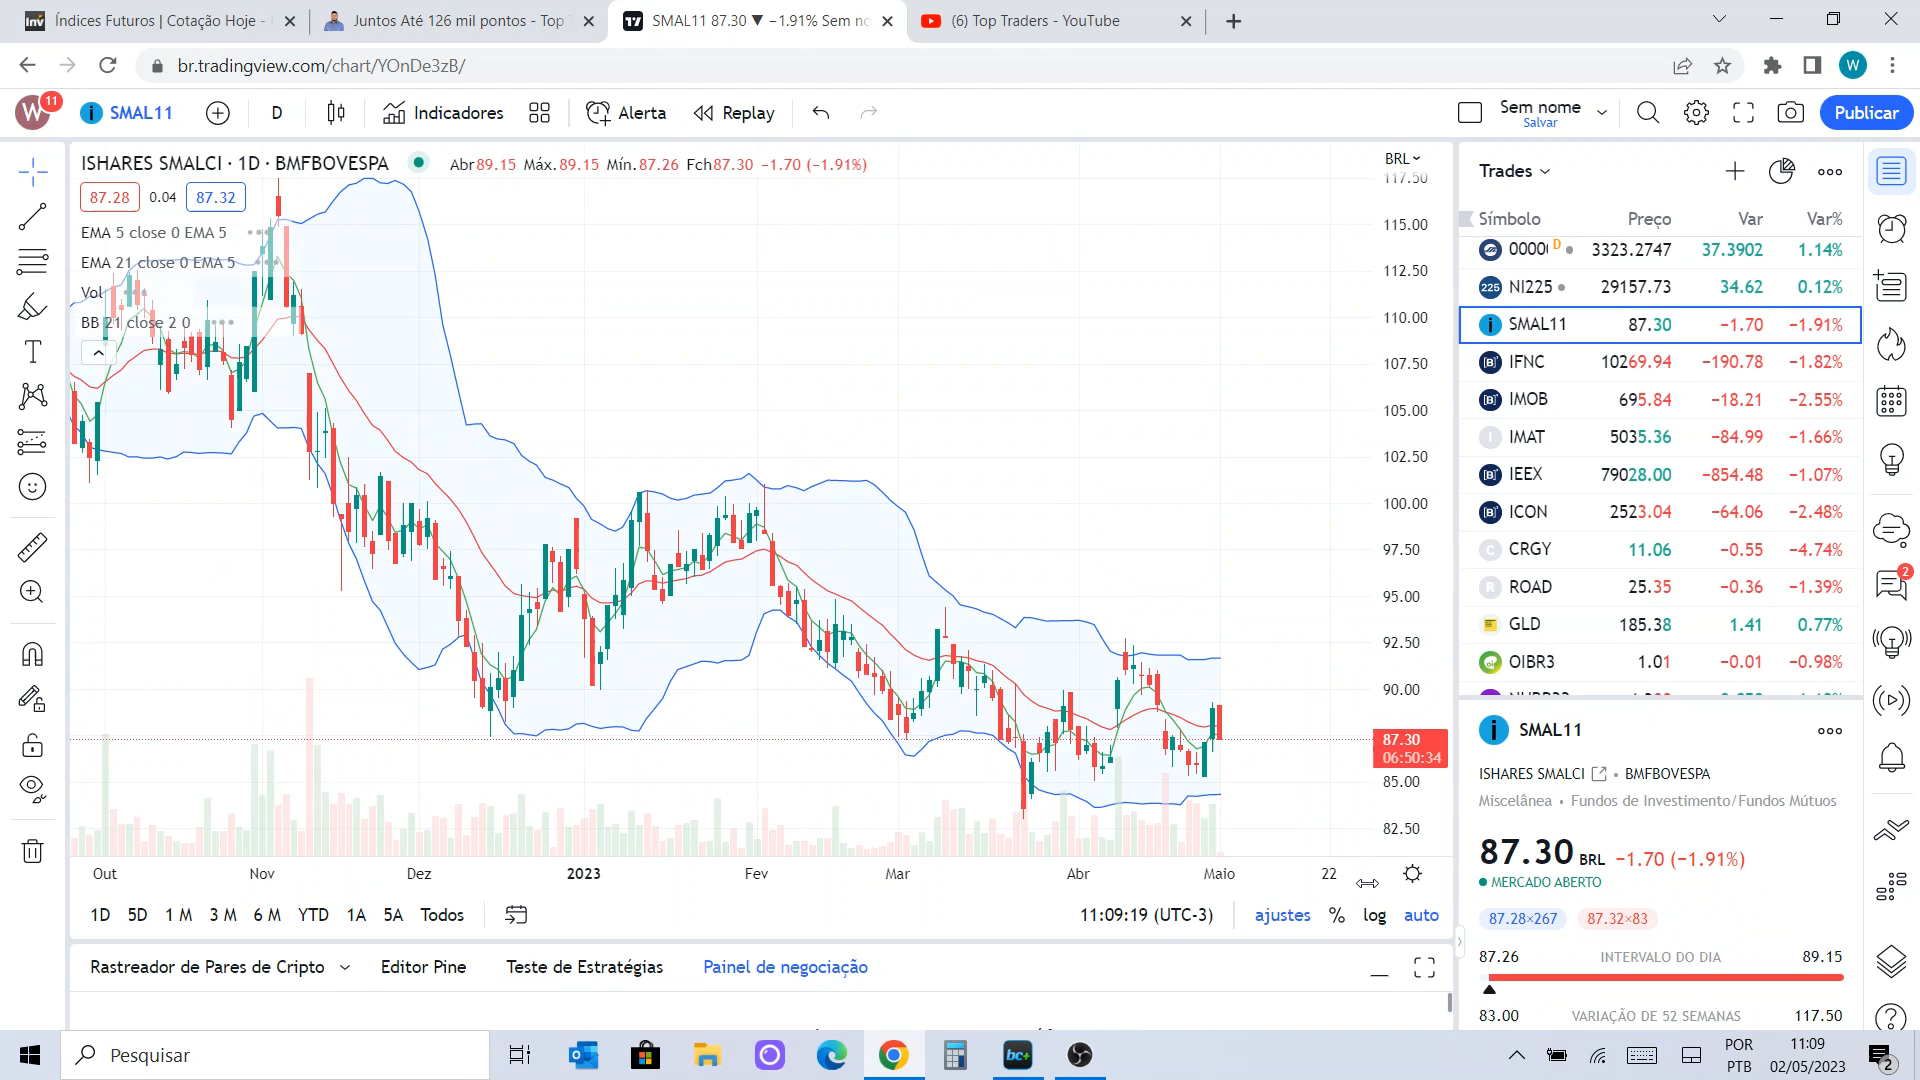 Índices Futuros | Cotação Hoje -
Juntos Até 126 mil pontos - Top
SMAL11 87.30 ▼ −1.91% Sem no
(6) Top Traders - YouTube
br.tradingview.com/chart/YOnDe3zB/
W
W 11
SMAL11
D
Indicadores
Alerta
Replay
Sem nome
Salvar
Publicar
ISHARES SMALCI · 1D · BMFBOVESPA
Abr89.15 Máx.89.15 Mín.87.26 Fch87.30 −1.70 (−1.91%)
BRL
87.28 0.04 87.32
EMA 5 close 0 EMA 5
EMA 21 close 0 EMA 5
Vol
BB 21 close 2 0
117.50
115.00
112.50
110.00
107.50
105.00
102.50
100.00
97.50
95.00
92.50
90.00
87.30
06:50:34
85.00
82.50
Out Nov Dez 2023 Fev Mar Abr Maio 22
1D 5D 1 M 3 M 6 M YTD 1A 5A Todos
11:09:19 (UTC-3) ajustes % log auto
Rastreador de Pares de Cripto Editor Pine Teste de Estratégias Painel de negociação
Trades
Símbolo Preço Var Var%
0000 D 3323.2747 37.3902 1.14%
225 NI225 29157.73 34.62 0.12%
SMAL11 87.30 −1.70 −1.91%
[B]³ IFNC 10269.94 −190.78 −1.82%
[B]³ IMOB 695.84 −18.21 −2.55%
I IMAT 5035.36 −84.99 −1.66%
[B]³ IEEX 79028.00 −854.48 −1.07%
[B]³ ICON 2523.04 −64.06 −2.48%
C CRGY 11.06 −0.55 −4.74%
R ROAD 25.35 −0.36 −1.39%
GLD 185.38 1.41 0.77%
oi OIBR3 1.01 −0.01 −0.98%
SMAL11
ISHARES SMALCI • BMFBOVESPA
Miscelânea • Fundos de Investimento/Fundos Mútuos
87.30 BRL −1.70 (−1.91%)
MERCADO ABERTO
87.28×267 87.32×83
87.26 INTERVALO DO DIA 89.15
83.00 VARIAÇÃO DE 52 SEMANAS 117.50
2
Pesquisar
bc+
POR
PTB
11:09
02/05/2023
2